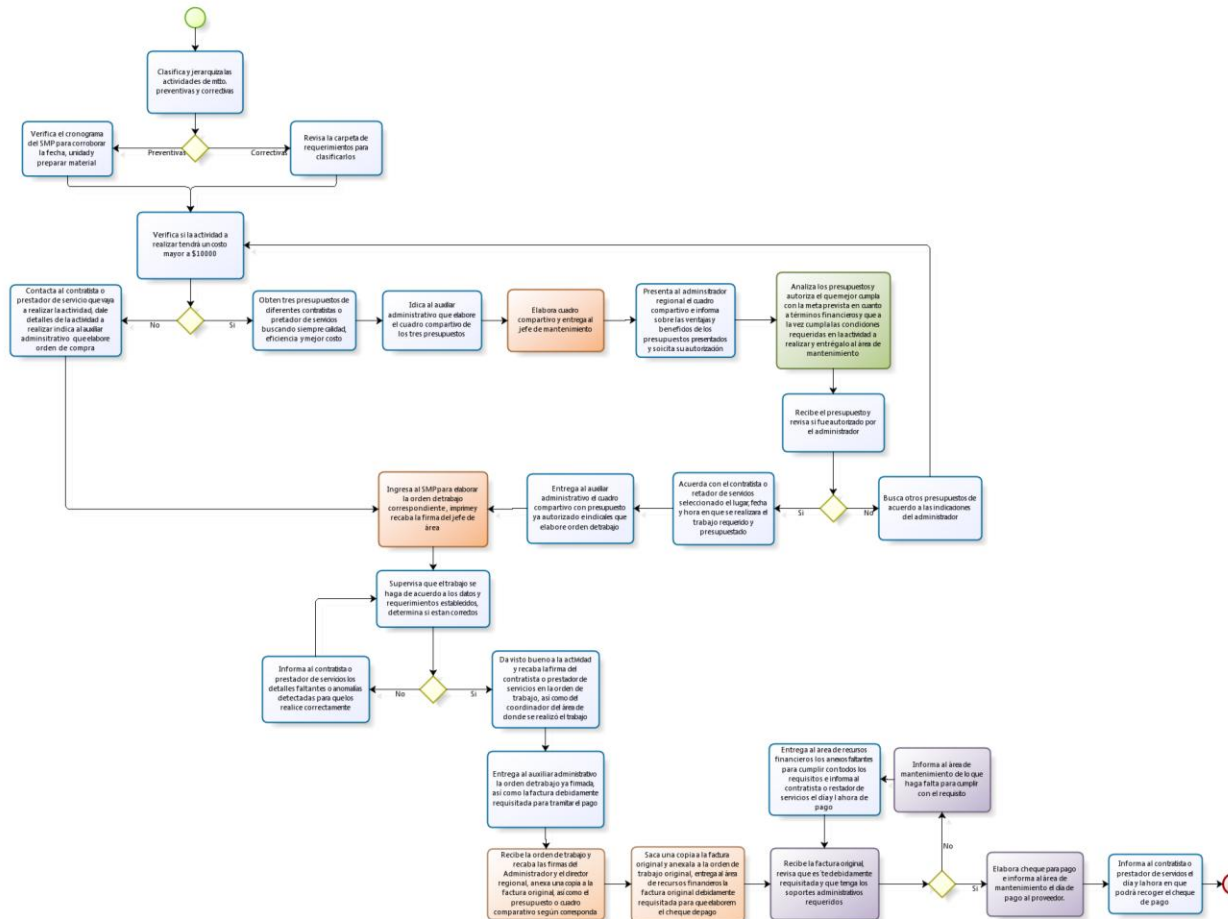 Clasifica y jerarquiza las
actividades de mtto.
preventivas y correctivas
Verifica el cronograma
del SMP para corroborar
la fecha, unidad y
preparar material
Preventivas
Correctivas
Revisa la carpeta de
requerimientos para
clasificarlos
Verifica si la actividad a
realizar tendrá un costo
mayor a $10000
Contacta al contratista o
prestador de servicio que vaya
a realizar la actividad, dale
detalles de la actividad a
realizar indica al auxiliar
adminsitrativo que elabore
orden de compra
No
Si
Obten tres presupuestos de
diferentes contratistas o
pretador de servicios
buscando siempre calidad,
eficiencia y mejor costo
Idica al auxiliar
administrativo que elabore
el cuadro compartivo de
los tres presupuestos
Elabora cuadro
compartivo y entrega al
jefe de mantenimiento
Presenta al adminsitrador
regional el cuadro
compartivo e informa
sobre las ventajas y
beneficios de los
presupuestos presentados
y soicita su autorización
Analiza los presupuestos y
autoriza el que mejor cumpla
con la meta prevista en cuanto
a términos financieros y que a
la vez cumpla las condiciones
requeridas en la actividad a
realizar y entrégalo al área de
mantenimiento
Recibe el presupuesto y
revisa si fue autorizado por
el administrador
Si
No
Busca otros presupuestos de
acuerdo a las indicaciones
del administrador
Acuerda con el contratista o
retador de servicios
seleccionado el lugar, fecha
y hora en que se realizara el
trabajo requerido y
presupuestado
Entrega al auxiliar
administrativo el cuadro
compartivo con presupuesto
ya autorizado e indicales que
elabore orden de trabajo
Ingresa al SMP para elaborar
la orden de trabajo
correspondiente, imprime y
recaba la firma del jefe de
área
Supervisa que el trabajo se
haga de acuerdo a los datos y
requerimientos establecidos,
determina si estan correctos
Informa al contratista o
prestador de servicios los
detalles faltantes o anomalías
detectadas para que los
realice correctamente
No
Si
Da visto bueno a la actividad
y recaba la firma del
contratista o prestador de
servicios en la orden de
trabajo, así como del
coordinador del área de
donde se realizó el trabajo
Entrega al auxiliar administrativo
la orden de trabajo ya firmada,
así como la factura debidamente
requisitada para tramitar el pago
Recibe la orden de trabajo y
recaba las firmas del
Administrador y el director
regional, anexa una copia a la
factura original, así como el
presupuesto o cuadro
comparativo según corresponda
Saca una copia a la factura
original y anexala a la orden de
trabajo original, entrega al área
de recursos financieros la
factura original debidamente
requisitada para que elaboren el
cheque de pago
Entrega al área de recursos
financieros los anexos faltantes
para cumplir con todos los
requisitos e informa al
contratista o restador de
servicios el día y l ahora de
pago
Informa al área de
mantenimiento de lo que
haga falta para cumplir
con el requisito
Recibe la factura original,
revisa que es´te debidamente
requisitada y que tenga los
soportes administrativos
requeridos
No
Si
Elabora cheque para pago
e informa al área de
mantenimiento el día de
pago al proveedor.
Informa al contratista o
prestador de servicios el
día y la hora en que
podrá recoger el cheque
de pago